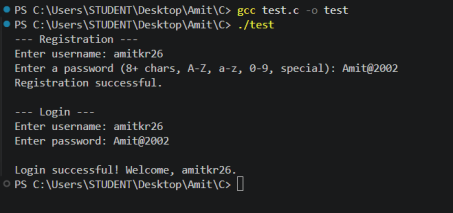 PS C:\Users\STUDENT\Desktop\Amit\C> gcc test.c -o test
PS C:\Users\STUDENT\Desktop\Amit\C> ./test
--- Registration ---
Enter username: amitkr26
Enter a password (8+ chars, A-Z, a-z, 0-9, special): Amit@2002
Registration successful.
--- Login ---
Enter username: amitkr26
Enter password: Amit@2002
Login successful! Welcome, amitkr26.
PS C:\Users\STUDENT\Desktop\Amit\C>